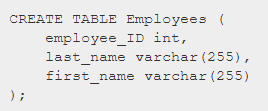 CREATE TABLE Employees (
    employee_ID int,
    last_name varchar(255),
    first_name varchar(255)
);